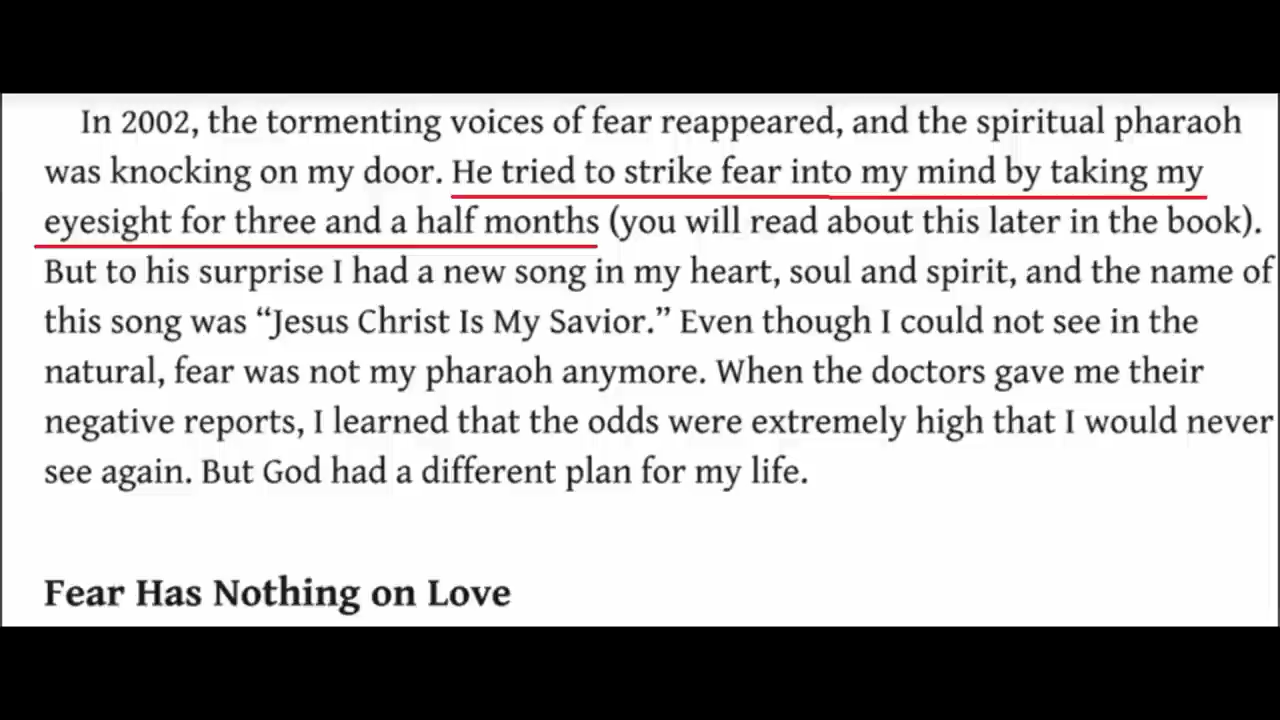 In 2002, the tormenting voices of fear reappeared, and the spiritual pharaoh
was knocking on my door. He tried to strike fear into my mind by taking my
eyesight for three and a half months (you will read about this later in the book).
But to his surprise I had a new song in my heart, soul and spirit, and the name of
this song was “Jesus Christ Is My Savior.” Even though I could not see in the
natural, fear was not my pharaoh anymore. When the doctors gave me their
negative reports, I learned that the odds were extremely high that I would never
see again. But God had a different plan for my life.
Fear Has Nothing on Love